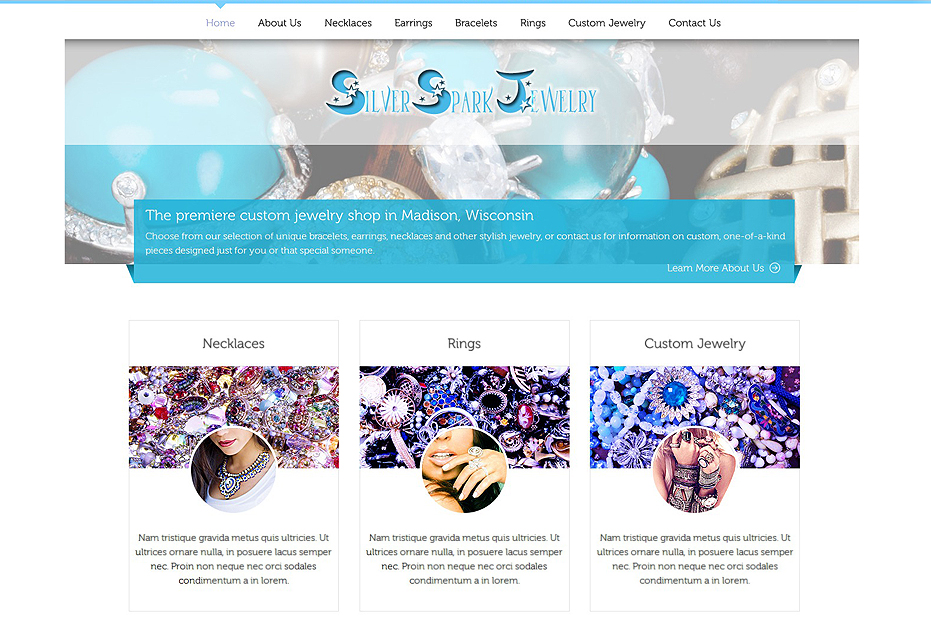 Home About Us Necklaces Earrings Bracelets Rings Custom Jewelry Contact Us
Silver Spark Jewelry
The premiere custom jewelry shop in Madison, Wisconsin
Choose from our selection of unique bracelets, earrings, necklaces and other stylish jewelry, or contact us for information on custom, one-of-a-kind
pieces designed just for you or that special someone.
Learn More About Us
Necklaces
Nam tristique gravida metus quis ultricies. Ut
ultrices ornare nulla, in posuere lacus semper
nec. Proin non neque nec orci sodales
condimentum a in lorem.
Rings
Nam tristique gravida metus quis ultricies. Ut
ultrices ornare nulla, in posuere lacus semper
nec. Proin non neque nec orci sodales
condimentum a in lorem.
Custom Jewelry
Nam tristique gravida metus quis ultricies. Ut
ultrices ornare nulla, in posuere lacus semper
nec. Proin non neque nec orci sodales
condimentum a in lorem.